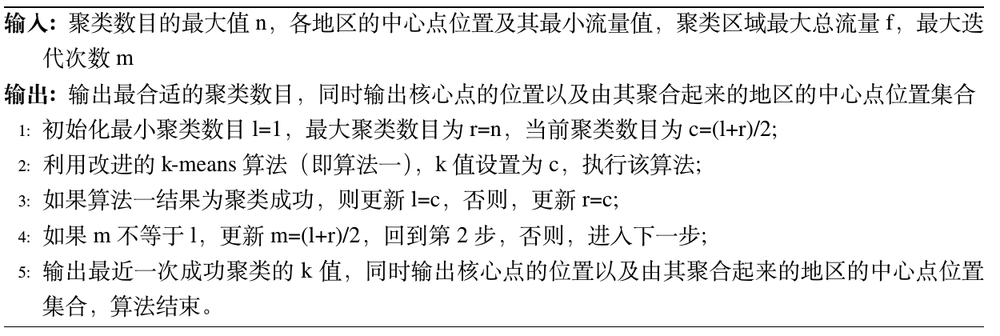 输入: 聚类数目的最大值 n，各地区的中心点位置及其最小流量值，聚类区域最大总流量 f，最大迭
代次数 m
输出: 输出最合适的聚类数目，同时输出核心点的位置以及由其聚合起来的地区的中心点位置集合
1: 初始化最小聚类数目 l=1，最大聚类数目为 r=n，当前聚类数目为 c=(l+r)/2;
2: 利用改进的 k-means 算法（即算法一），k 值设置为 c，执行该算法;
3: 如果算法一结果为聚类成功，则更新 l=c，否则，更新 r=c;
4: 如果 m 不等于 l，更新 m=(l+r)/2，回到第 2 步，否则，进入下一步;
5: 输出最近一次成功聚类的 k 值，同时输出核心点的位置以及由其聚合起来的地区的中心点位置
集合，算法结束。